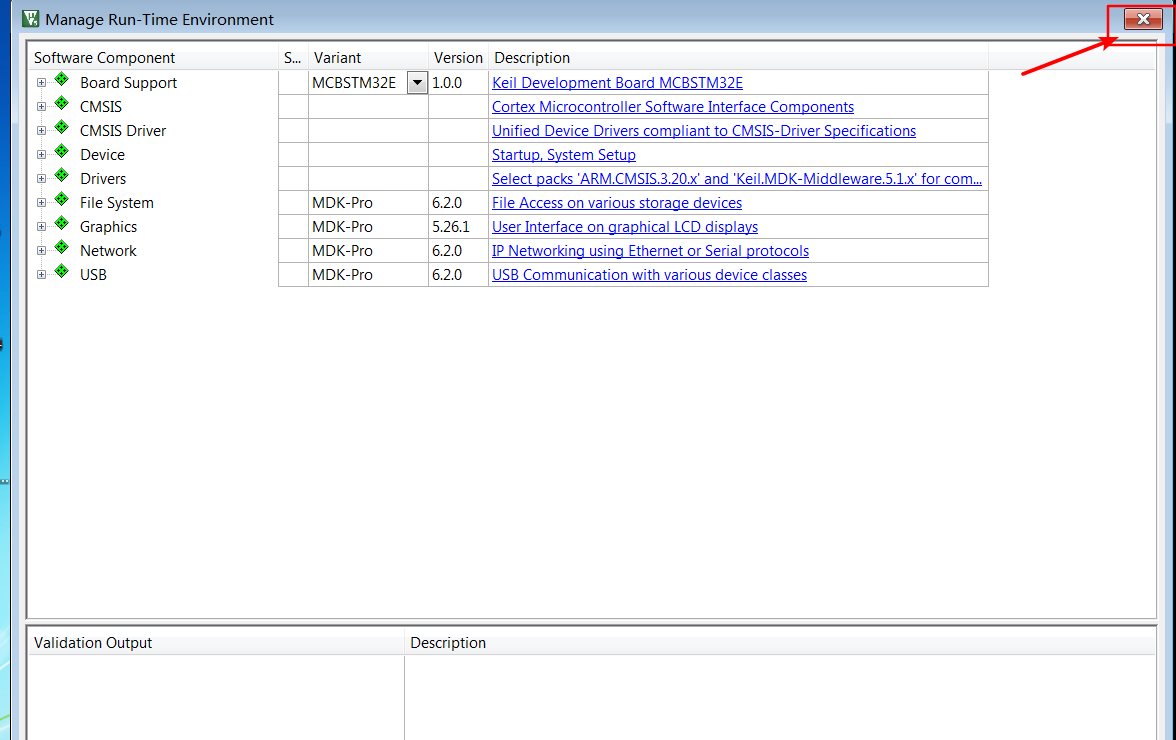 Manage Run-Time Environment
Software Component S... Variant Version Description
Board Support MCBSTM32E 1.0.0 Keil Development Board MCBSTM32E
CMSIS Cortex Microcontroller Software Interface Components
CMSIS Driver Unified Device Drivers compliant to CMSIS-Driver Specifications
Device Startup, System Setup
Drivers Select packs 'ARM.CMSIS.3.20.x' and 'Keil.MDK-Middleware.5.1.x' for com...
File System MDK-Pro 6.2.0 File Access on various storage devices
Graphics MDK-Pro 5.26.1 User Interface on graphical LCD displays
Network MDK-Pro 6.2.0 IP Networking using Ethernet or Serial protocols
USB MDK-Pro 6.2.0 USB Communication with various device classes
Validation Output Description